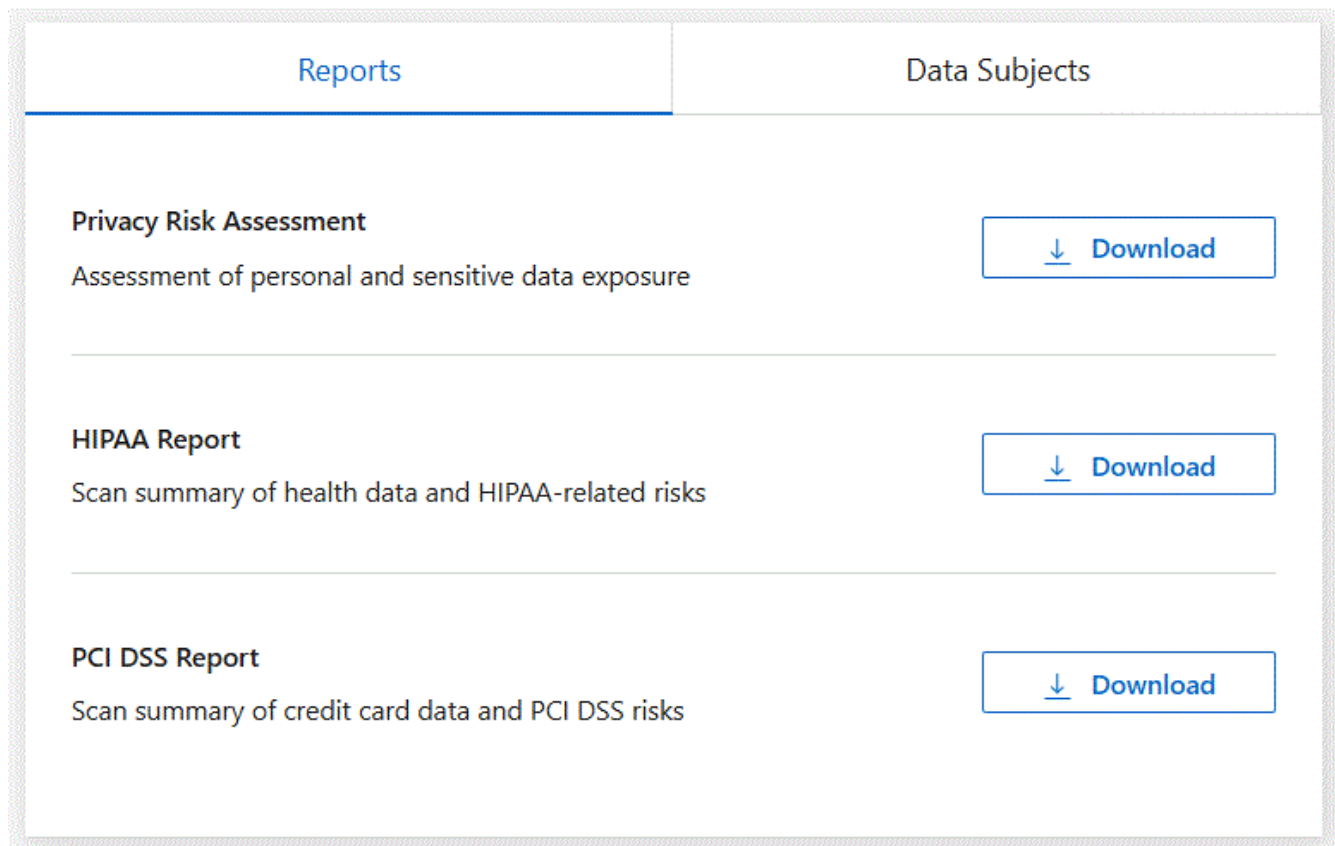 Reports
Data Subjects
Privacy Risk Assessment
Download
Assessment of personal and sensitive data exposure
HIPAA Report
Download
Scan summary of health data and HIPAA-related risks
PCI DSS Report
Download
Scan summary of credit card data and PCI DSS risks